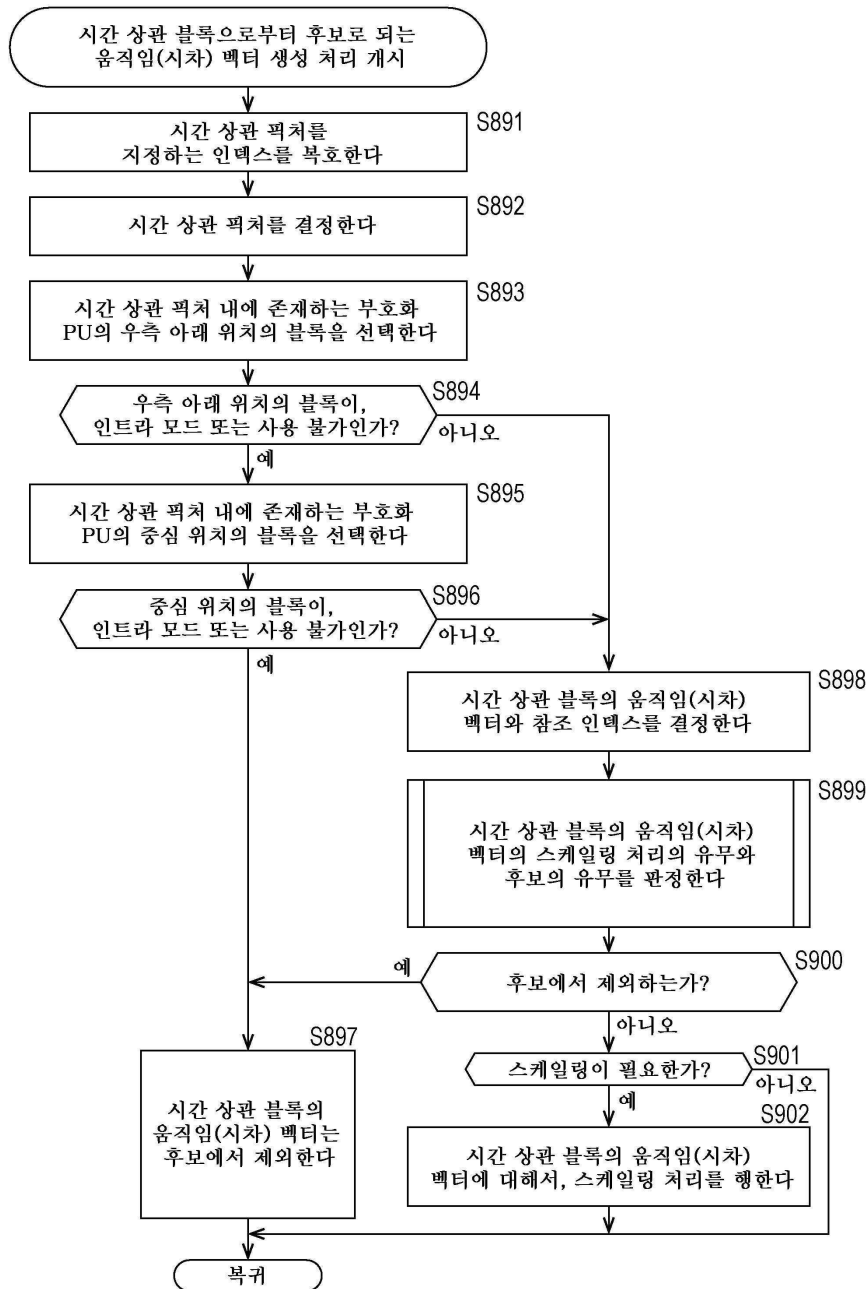 시간 상관 블록으로부터 후보로 되는
움직임(시차) 벡터 생성 처리 개시
S891
시간 상관 픽처를
지정하는 인덱스를 복호한다
S892
시간 상관 픽처를 결정한다
S893
시간 상관 픽처 내에 존재하는 부호화
PU의 우측 아래 위치의 블록을 선택한다
S894
우측 아래 위치의 블록이,
인트라 모드 또는 사용 불가인가?
아니오
예
S895
시간 상관 픽처 내에 존재하는 부호화
PU의 중심 위치의 블록을 선택한다
S896
중심 위치의 블록이,
인트라 모드 또는 사용 불가인가?
아니오
예
S898
시간 상관 블록의 움직임(시차)
벡터와 참조 인덱스를 결정한다
S899
시간 상관 블록의 움직임(시차)
벡터의 스케일링 처리의 유무와
후보의 유무를 판정한다
S900
예
후보에서 제외하는가?
아니오
S897
시간 상관 블록의
움직임(시차) 벡터는
후보에서 제외한다
S901
스케일링이 필요한가?
아니오
예
S902
시간 상관 블록의 움직임(시차)
벡터에 대해서, 스케일링 처리를 행한다
복귀